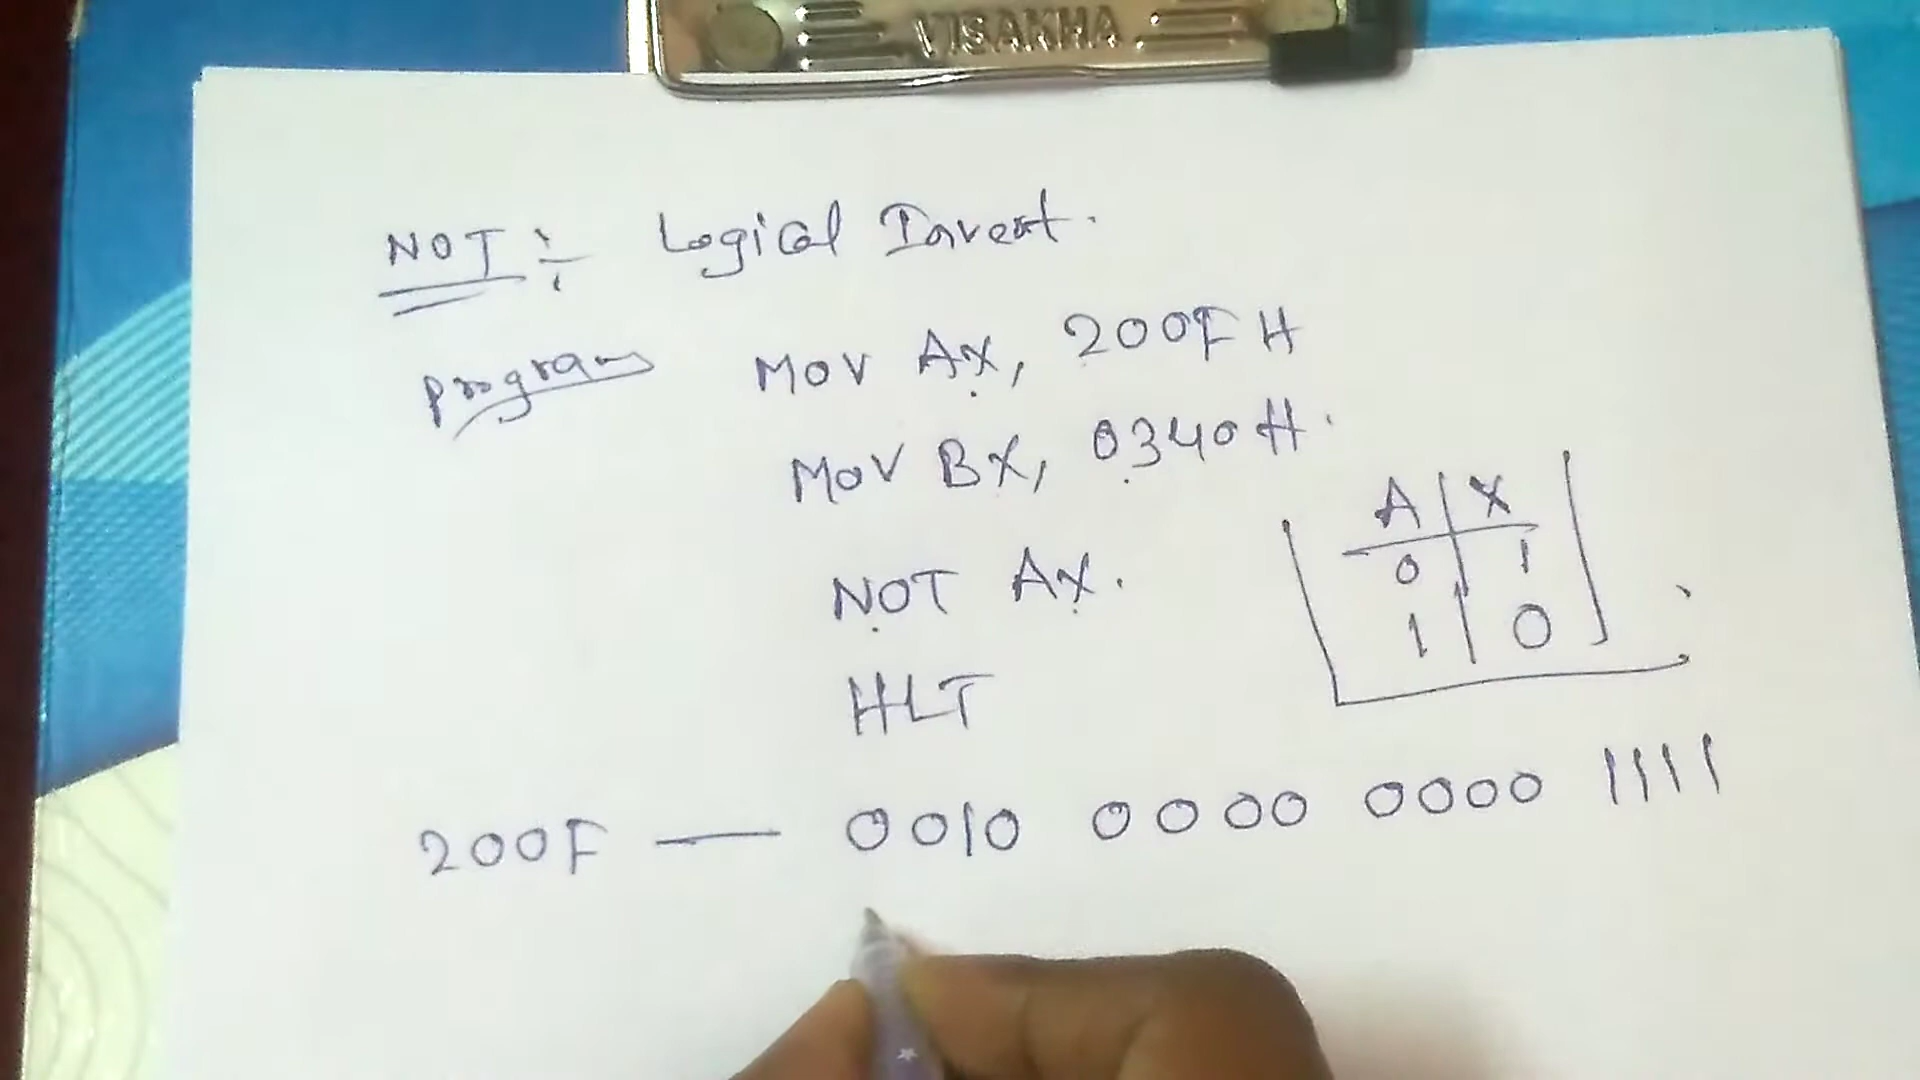 VISAKHA
NOT :- Logical Invert.
Program MOV AX, 200F H
MOV BX, 0340H.
NOT AX.
HLT
A X
0 1
1 0
200F — 0010 0000 0000 1111